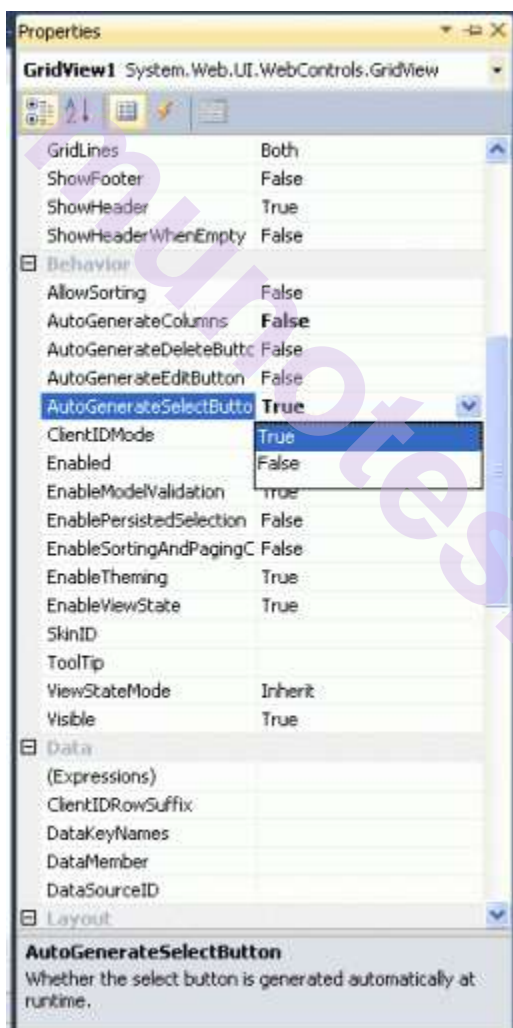 Properties
GridView1 System.Web.UI.WebControls.GridView
GridLines Both
ShowFooter False
ShowHeader True
ShowHeaderWhenEmpty False
Behavior
AllowSorting False
AutoGenerateColumns False
AutoGenerateDeleteButtc False
AutoGenerateEditButton False
AutoGenerateSelectButto True
ClientIDMode True
Enabled False
EnableModelValidation True
EnablePersistedSelection False
EnableSortingAndPagingC False
EnableTheming True
EnableViewState True
SkinID
ToolTip
ViewStateMode Inherit
Visible True
Data
(Expressions)
ClientIDRowSuffix
DataKeyNames
DataMember
DataSourceID
Layout
AutoGenerateSelectButton
Whether the select button is generated automatically at
runtime.
munotes